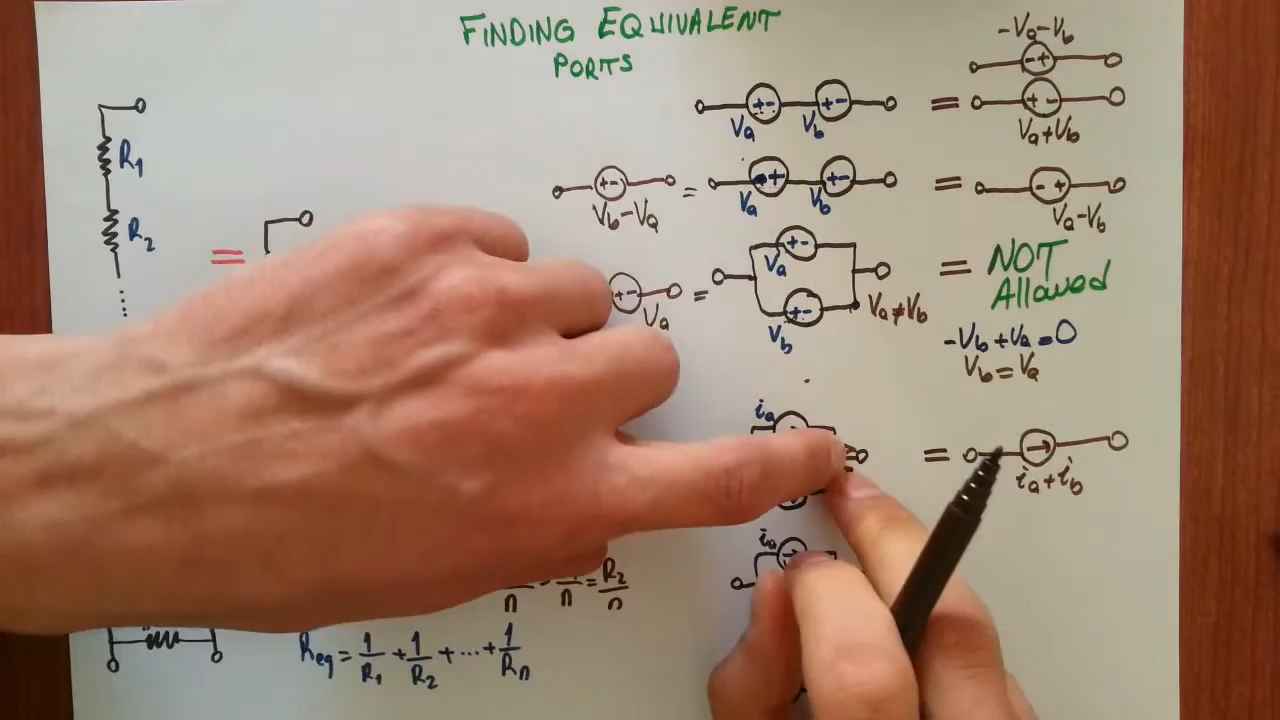 FINDING EQUIVALENT
PORTS
R1
R2
=
Va Vb
=
-Va-Vb
Va+Vb
Vb-Va
=
Va Vb
=
Va-Vb
Va
=
Va
Vb
Va≠Vb
= NOT
Allowed
-Vb+Va=0
Vb=Va
ia
=
ia+ib
ia
n n = R2/n
Req = 1/R1 + 1/R2 + ... + 1/Rn